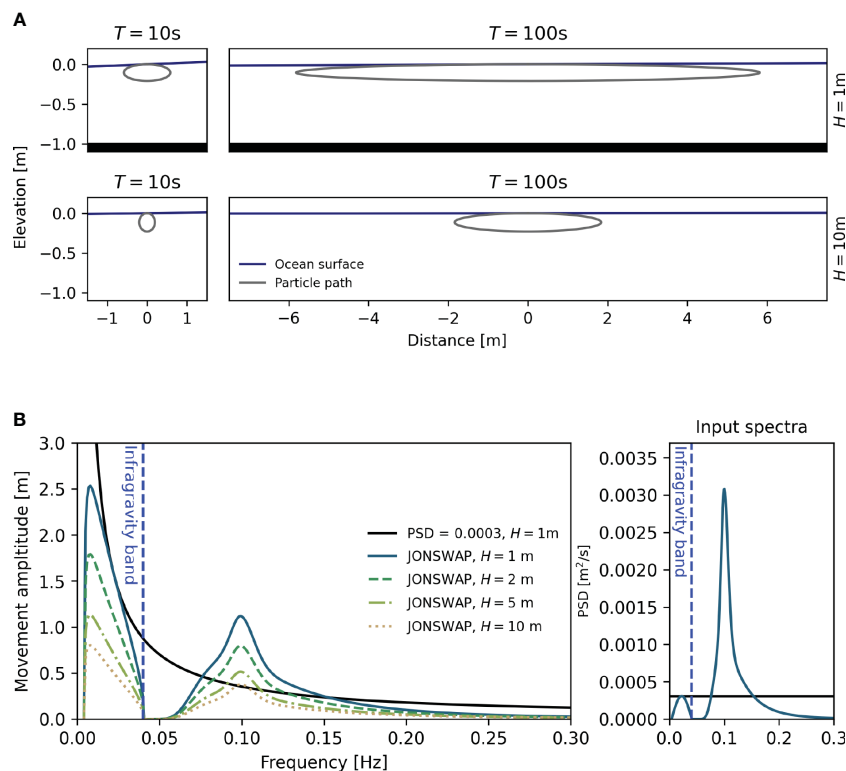 A
T = 10s
T = 100s
0.0
−0.5
−1.0
H = 1m
T = 10s
T = 100s
0.0
−0.5
−1.0
H = 10m
Elevation [m]
Ocean surface
Particle path
−1 0 1
−6 −4 −2 0 2 4 6
Distance [m]
B
3.0
2.5
2.0
1.5
1.0
0.5
0.0
Movement ampltitude [m]
Infragravity band
PSD = 0.0003, H = 1m
JONSWAP, H = 1 m
JONSWAP, H = 2 m
JONSWAP, H = 5 m
JONSWAP, H = 10 m
0.00 0.05 0.10 0.15 0.20 0.25 0.30
Frequency [Hz]
Input spectra
0.0035
0.0030
0.0025
0.0020
0.0015
0.0010
0.0005
0.0000
PSD [m²/s]
Infragravity band
0.0 0.1 0.2 0.3